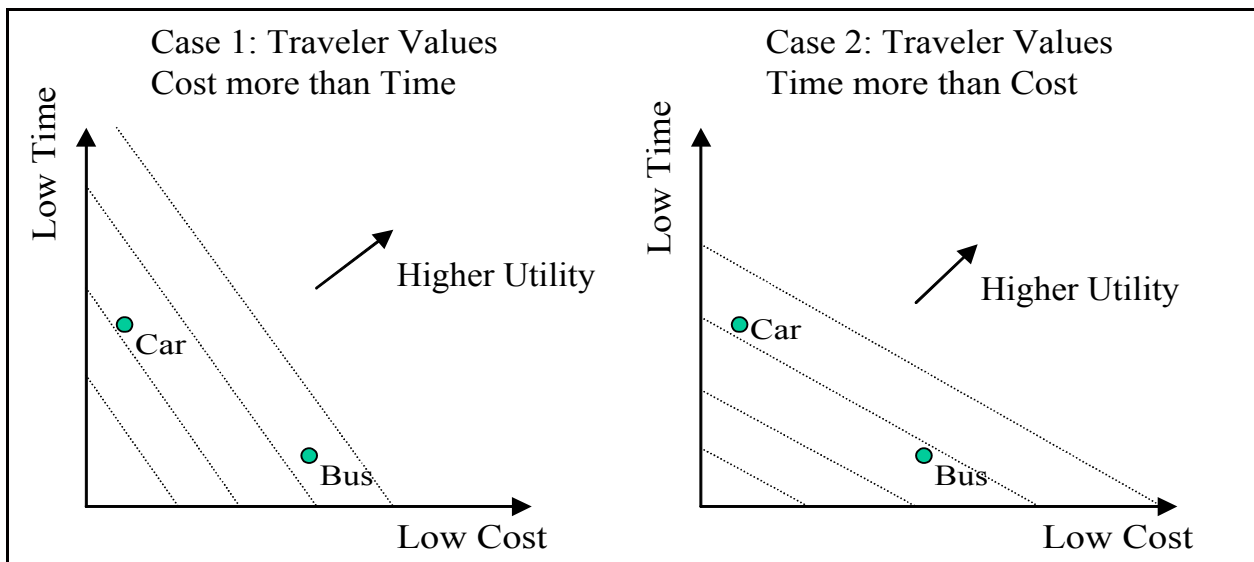 Case 1: Traveler Values
Cost more than Time
Low Time
Higher Utility
Car
Bus
Low Cost
Case 2: Traveler Values
Time more than Cost
Low Time
Higher Utility
Car
Bus
Low Cost